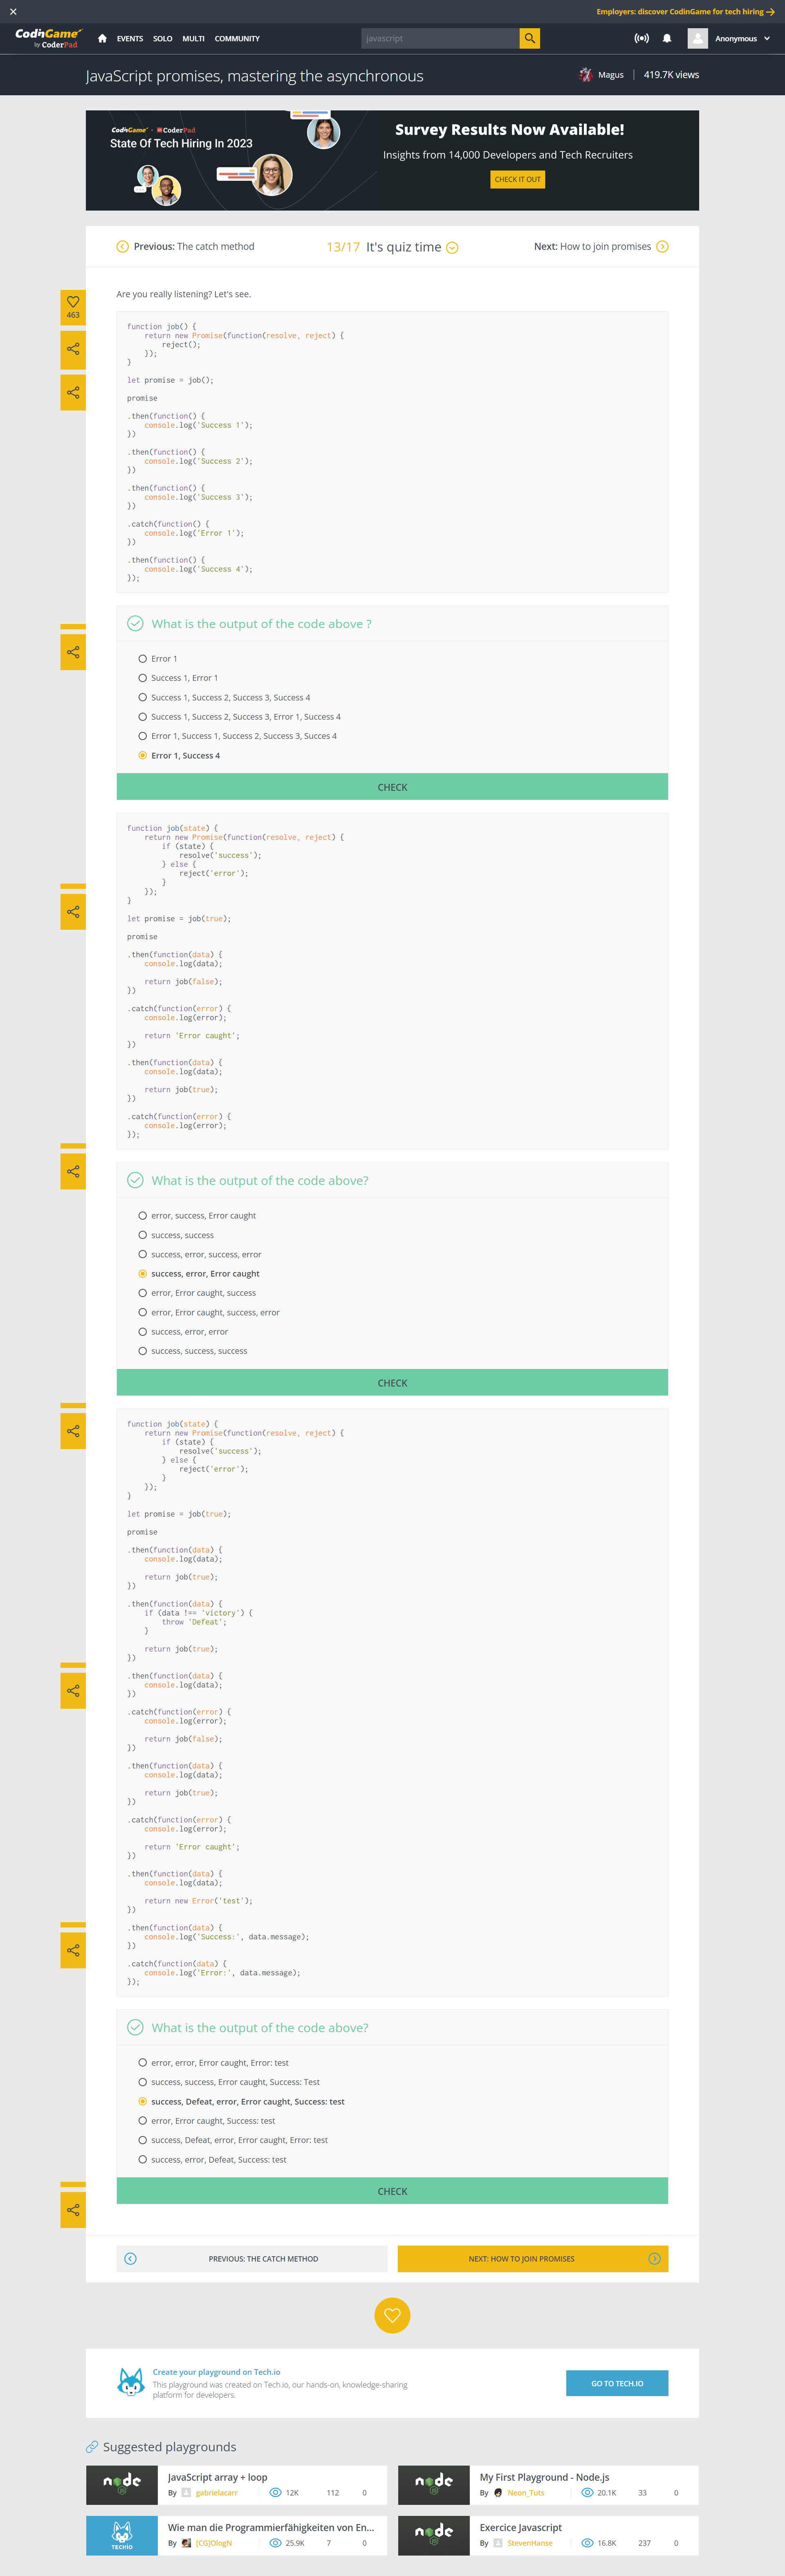 ✕ Employers: discover CodinGame for tech hiring →
CodinGame EVENTS SOLO MULTI COMMUNITY javascript Anonymous
by CoderPad
JavaScript promises, mastering the asynchronous Magus 419.7K views
CodinGame · CoderPad
State Of Tech Hiring In 2023
Survey Results Now Available!
Insights from 14,000 Developers and Tech Recruiters
CHECK IT OUT
Previous: The catch method 13/17 It's quiz time Next: How to join promises
463
Are you really listening? Let's see.
function job() {
    return new Promise(function(resolve, reject) {
        reject();
    });
}
let promise = job();
promise
.then(function() {
    console.log('Success 1');
})
.then(function() {
    console.log('Success 2');
})
.then(function() {
    console.log('Success 3');
})
.catch(function() {
    console.log('Error 1');
})
.then(function() {
    console.log('Success 4');
});
What is the output of the code above ?
Error 1
Success 1, Error 1
Success 1, Success 2, Success 3, Success 4
Success 1, Success 2, Success 3, Error 1, Success 4
Error 1, Success 1, Success 2, Success 3, Succes 4
Error 1, Success 4
CHECK
function job(state) {
    return new Promise(function(resolve, reject) {
        if (state) {
            resolve('success');
        } else {
            reject('error');
        }
    });
}
let promise = job(true);
promise
.then(function(data) {
    console.log(data);
    return job(false);
})
.catch(function(error) {
    console.log(error);
    return 'Error caught';
})
.then(function(data) {
    console.log(data);
    return job(true);
})
.catch(function(error) {
    console.log(error);
});
What is the output of the code above?
error, success, Error caught
success, success
success, error, success, error
success, error, Error caught
error, Error caught, success
error, Error caught, success, error
success, error, error
success, success, success
CHECK
function job(state) {
    return new Promise(function(resolve, reject) {
        if (state) {
            resolve('success');
        } else {
            reject('error');
        }
    });
}
let promise = job(true);
promise
.then(function(data) {
    console.log(data);
    return job(true);
})
.then(function(data) {
    if (data !== 'victory') {
        throw 'Defeat';
    }
    return job(true);
})
.then(function(data) {
    console.log(data);
})
.catch(function(error) {
    console.log(error);
    return job(false);
})
.then(function(data) {
    console.log(data);
    return job(true);
})
.catch(function(error) {
    console.log(error);
    return 'Error caught';
})
.then(function(data) {
    console.log(data);
    return new Error('test');
})
.then(function(data) {
    console.log('Success:', data.message);
})
.catch(function(data) {
    console.log('Error:', data.message);
});
What is the output of the code above?
error, error, Error caught, Error: test
success, success, Error caught, Success: Test
success, Defeat, error, Error caught, Success: test
error, Error caught, Success: test
success, Defeat, error, Error caught, Error: test
success, error, Defeat, Success: test
CHECK
PREVIOUS: THE CATCH METHOD NEXT: HOW TO JOIN PROMISES
Create your playground on Tech.io
This playground was created on Tech.io, our hands-on, knowledge-sharing
platform for developers.
GO TO TECH.IO
Suggested playgrounds
node JS
JavaScript array + loop
By gabrielacarr 12K 112 0
node JS
My First Playground - Node.js
By Neon_Tuts 20.1K 33 0
TECHIO
Wie man die Programmierfähigkeiten von En...
By [CG]OlogN 25.9K 7 0
node JS
Exercice Javascript
By StevenHanse 16.8K 237 0